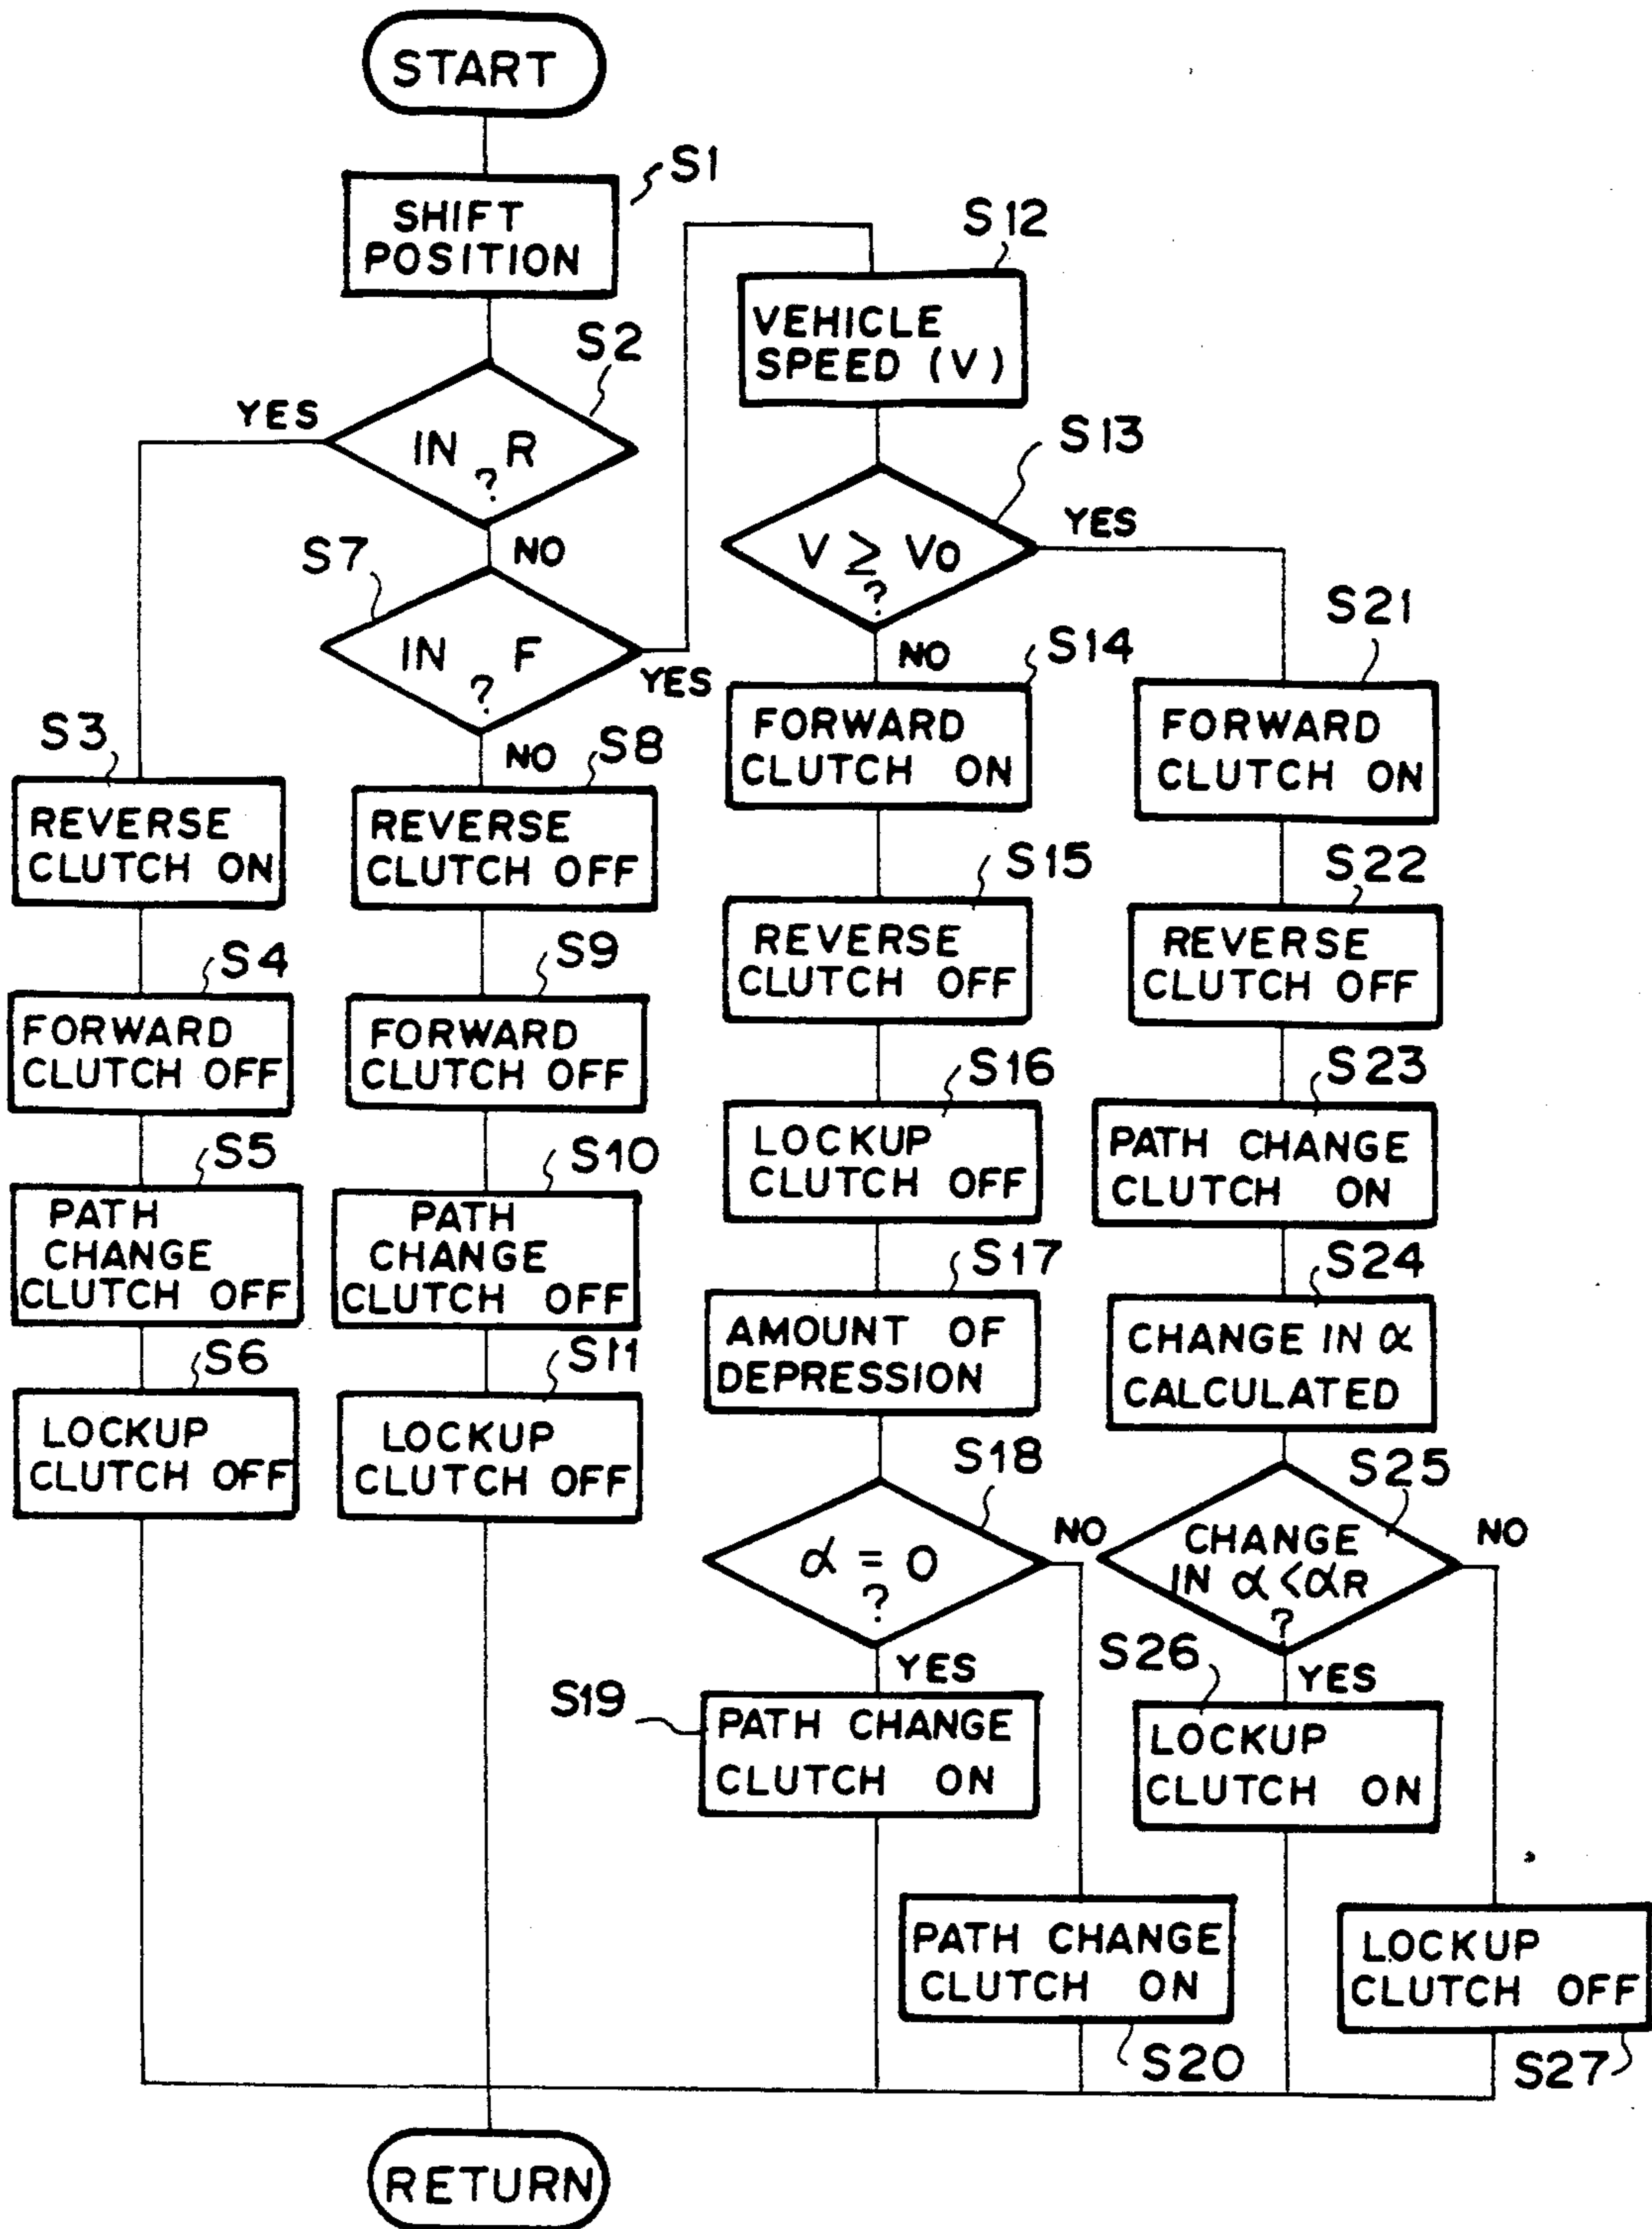 START
S1
SHIFT
POSITION
S2
YES
IN R
?
NO
S7
IN F
?
YES
NO
S3
REVERSE
CLUTCH ON
S4
FORWARD
CLUTCH OFF
S5
PATH
CHANGE
CLUTCH OFF
S6
LOCKUP
CLUTCH OFF
S8
REVERSE
CLUTCH OFF
S9
FORWARD
CLUTCH OFF
S10
PATH
CHANGE
CLUTCH OFF
S11
LOCKUP
CLUTCH OFF
S12
VEHICLE
SPEED (V)
S13
V ≥ Vo
?
YES
NO
S14
FORWARD
CLUTCH ON
S15
REVERSE
CLUTCH OFF
S16
LOCKUP
CLUTCH OFF
S17
AMOUNT OF
DEPRESSION
S18
α = 0
?
NO
YES
S19
PATH CHANGE
CLUTCH ON
PATH CHANGE
CLUTCH ON
S20
S21
FORWARD
CLUTCH ON
S22
REVERSE
CLUTCH OFF
S23
PATH CHANGE
CLUTCH ON
S24
CHANGE IN α
CALCULATED
S25
CHANGE
IN α < αR
?
NO
YES
S26
LOCKUP
CLUTCH ON
LOCKUP
CLUTCH OFF
S27
RETURN